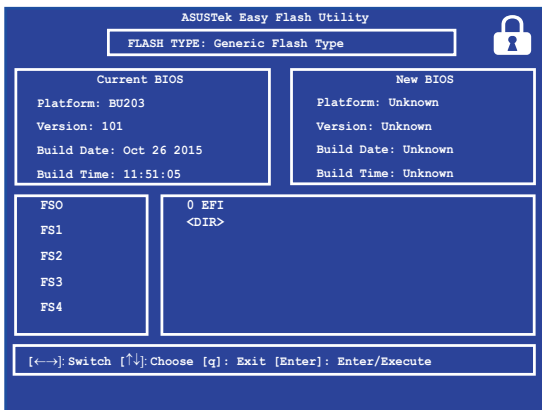 ASUSTek Easy Flash Utility
FLASH TYPE: Generic Flash Type
Current BIOS
Platform: BU203
Version: 101
Build Date: Oct 26 2015
Build Time: 11:51:05
New BIOS
Platform: Unknown
Version: Unknown
Build Date: Unknown
Build Time: Unknown
FSO
FS1
FS2
FS3
FS4
0 EFI
<DIR>
[←→]: Switch [↑↓]: Choose [q]: Exit [Enter]: Enter/Execute